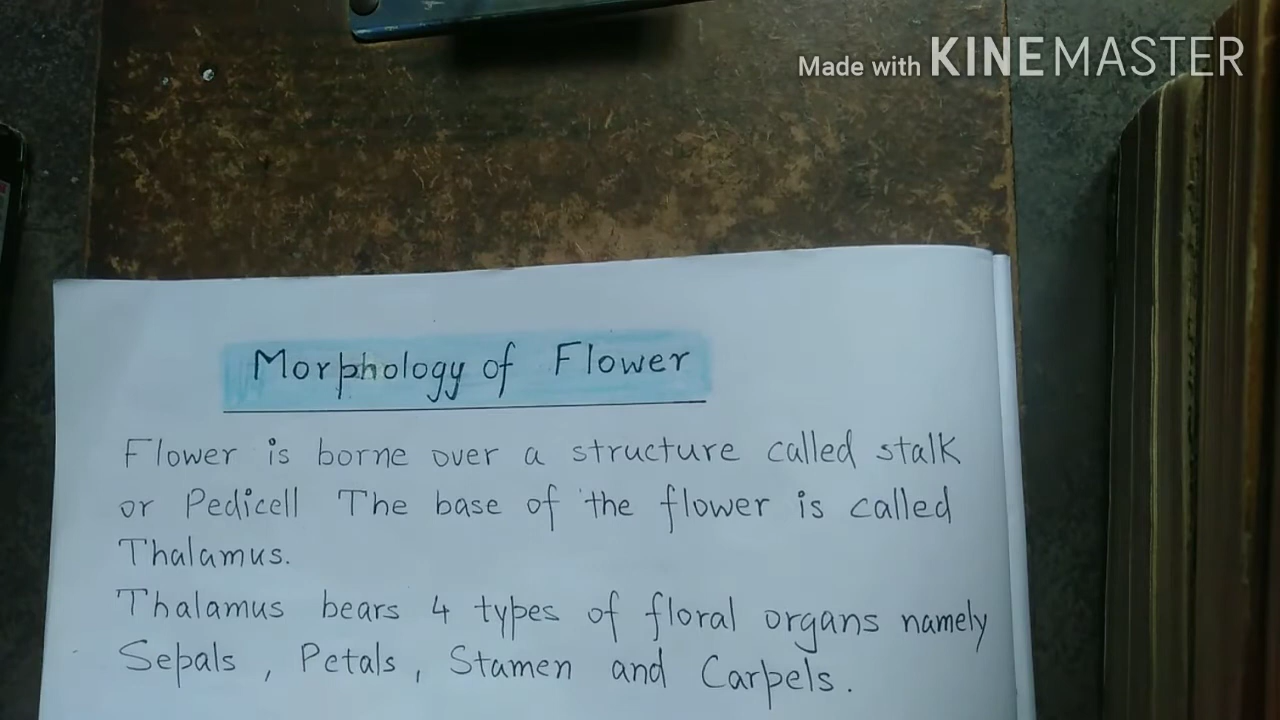 Made with KINEMASTER
Morphology of Flower
Flower is borne over a structure called stalk
or Pedicell The base of the flower is called
Thalamus.
Thalamus bears 4 types of floral organs namely
Sepals , Petals , Stamen and Carpels.